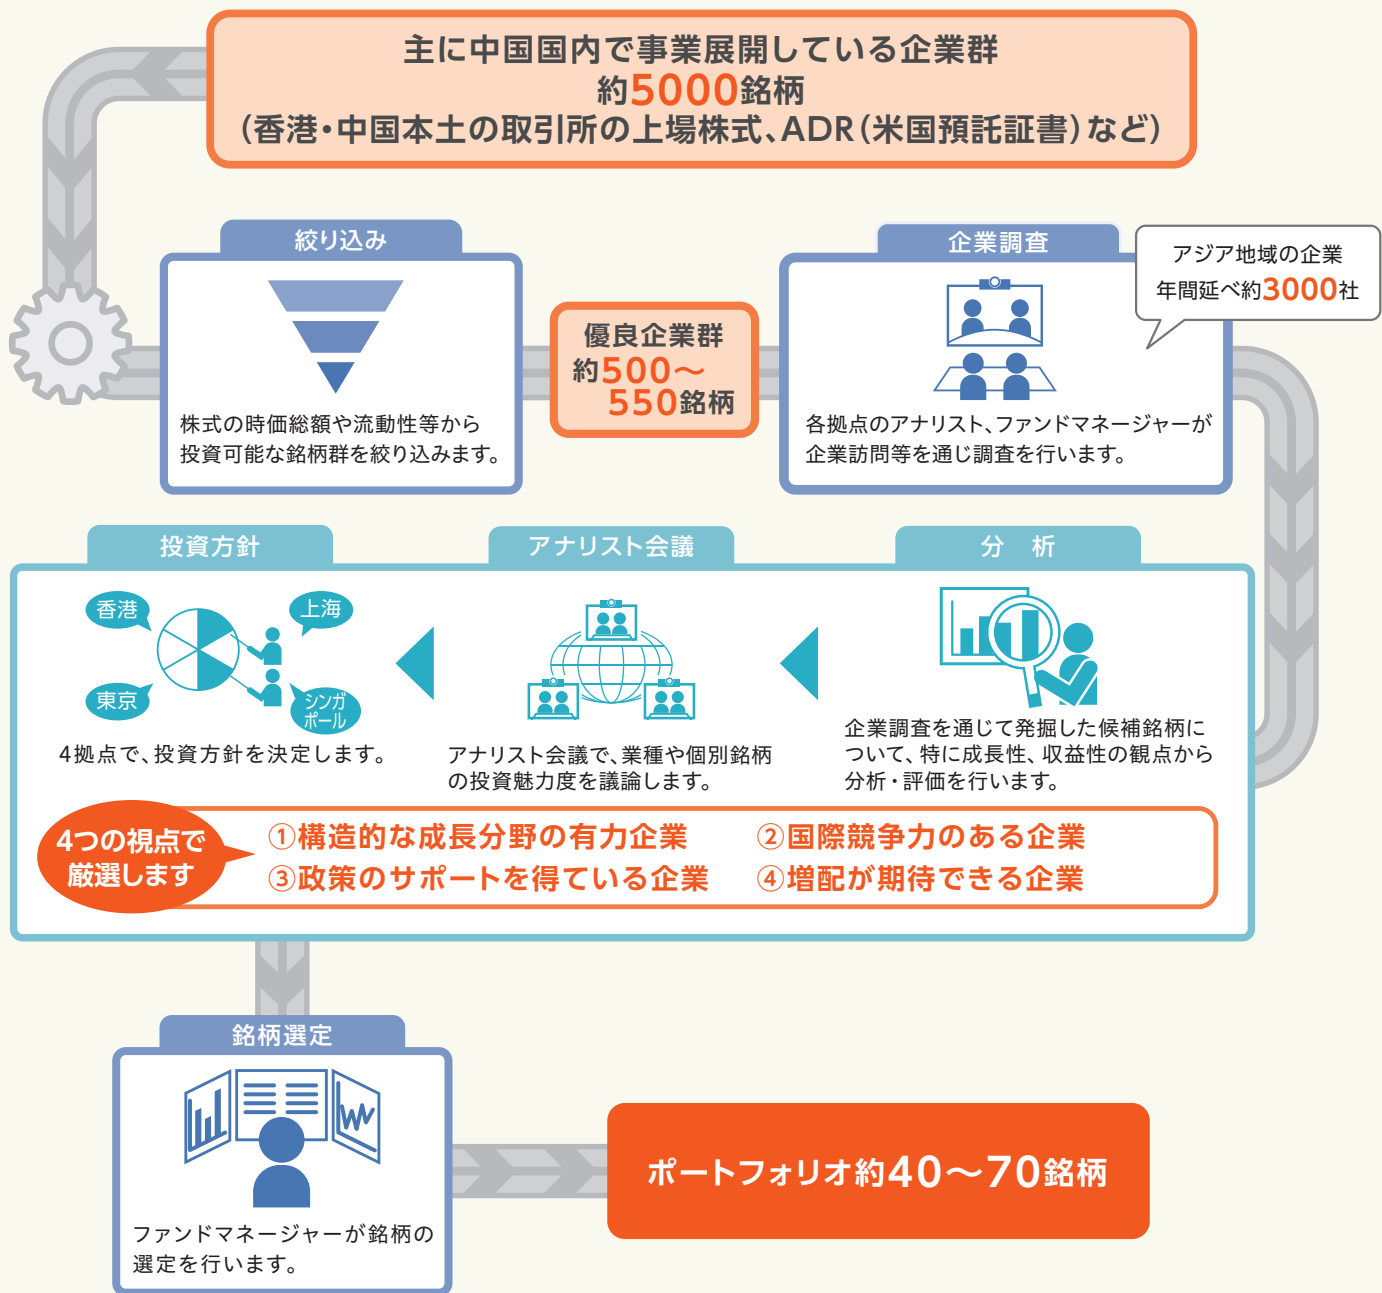 主に中国国内で事業展開している企業群
約5000銘柄
（香港・中国本土の取引所の上場株式、ADR（米国預託証書）など）
絞り込み
株式の時価総額や流動性等から
投資可能な銘柄群を絞り込みます。
優良企業群
約500～
550銘柄
企業調査
アジア地域の企業
年間延べ約3000社
各拠点のアナリスト、ファンドマネージャーが
企業訪問等を通じ調査を行います。
分　析
企業調査を通じて発掘した候補銘柄に
ついて、特に成長性、収益性の観点から
分析・評価を行います。
アナリスト会議
アナリスト会議で、業種や個別銘柄
の投資魅力度を議論します。
投資方針
香港
上海
東京
シンガ
ポール
4拠点で、投資方針を決定します。
4つの視点で
厳選します
①構造的な成長分野の有力企業
②国際競争力のある企業
③政策のサポートを得ている企業
④増配が期待できる企業
銘柄選定
ファンドマネージャーが銘柄の
選定を行います。
ポートフォリオ約40～70銘柄